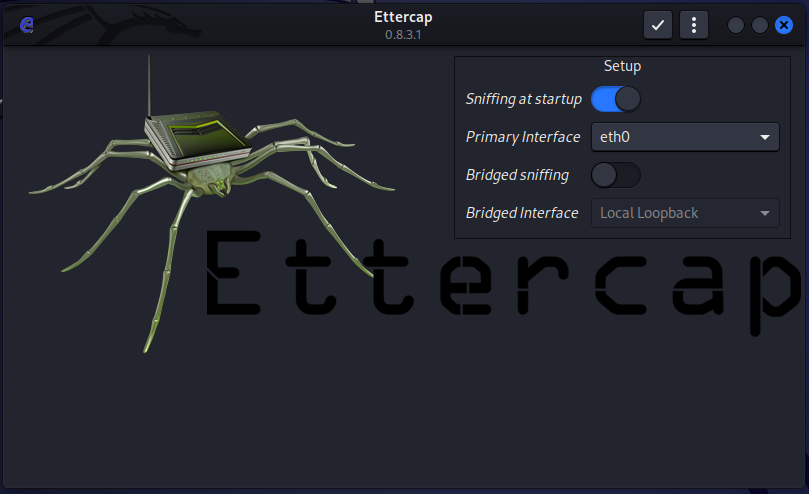 Ettercap
0.8.3.1
Setup
Sniffing at startup
Primary Interface eth0
Bridged sniffing
Bridged Interface Local Loopback
Ettercap